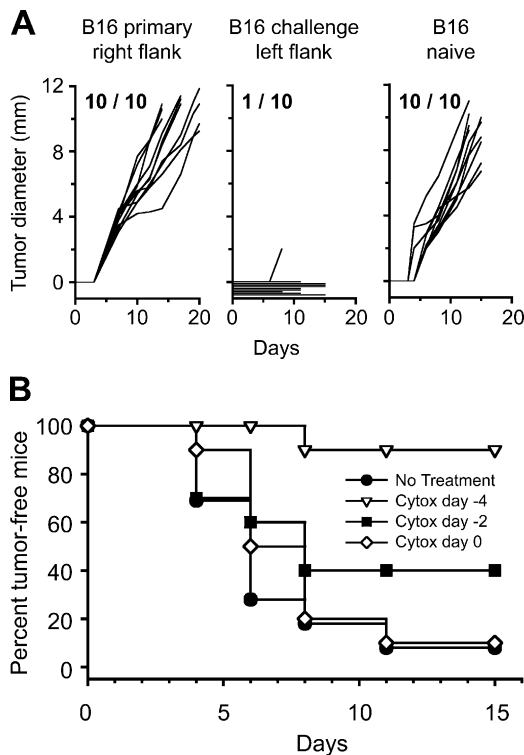 A
B16 primary
right flank
B16 challenge
left flank
B16
naive
Tumor diameter (mm)
12
8
4
0
10 / 10
1 / 10
10 / 10
0 10 20
0 10 20
0 10 20
Days
B
Percent tumor-free mice
100
80
60
40
20
0
No Treatment
Cytox day -4
Cytox day -2
Cytox day 0
0 5 10 15
Days